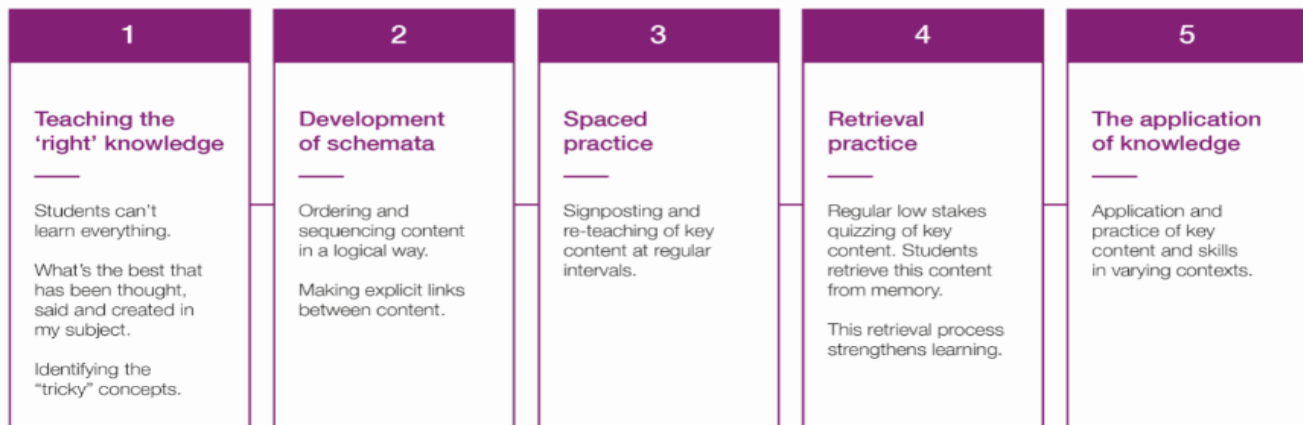 1
Teaching the
‘right’ knowledge
Students can’t
learn everything.
What’s the best that
has been thought,
said and created in
my subject.
Identifying the
“tricky” concepts.
2
Development
of schemata
Ordering and
sequencing content
in a logical way.
Making explicit links
between content.
3
Spaced
practice
Signposting and
re-teaching of key
content at regular
intervals.
4
Retrieval
practice
Regular low stakes
quizzing of key
content. Students
retrieve this content
from memory.
This retrieval process
strengthens learning.
5
The application
of knowledge
Application and
practice of key
content and skills
in varying contexts.